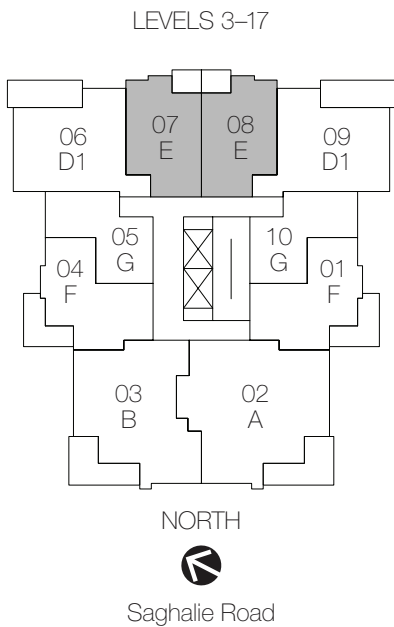 LEVELS 3–17
06
D1
07
E
08
E
09
D1
05
G
10
G
04
F
01
F
03
B
02
A
NORTH
Saghalie Road